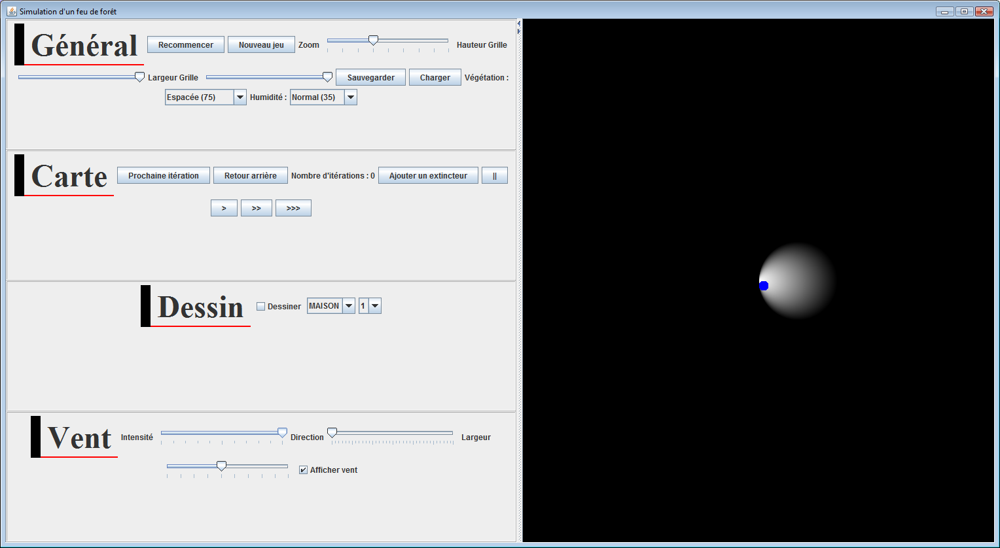 Simulation d'un feu de forêt
Général Recommencer Nouveau jeu Zoom Hauteur Grille
Largeur Grille Sauvegarder Charger Végétation :
Espacée (75) Humidité : Normal (35)
Carte Prochaine itération Retour arrière Nombre d'itérations : 0 Ajouter un extincteur ||
> >> >>>
Dessin Dessiner MAISON 1
Vent Intensité Direction Largeur
Afficher vent